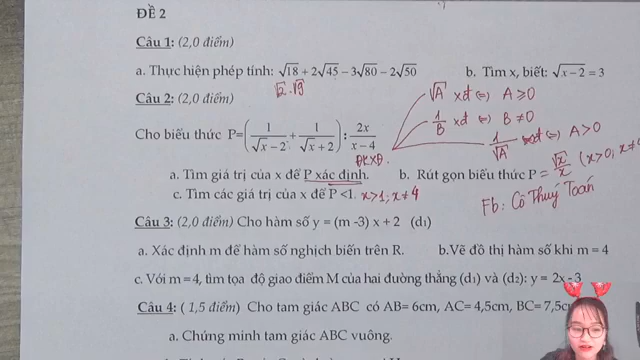 ĐỀ 2
Câu 1: (2,0 điểm)
a. Thực hiện phép tính: √18 + 2√45 − 3√80 − 2√50 b. Tìm x, biết: √(x − 2) = 3
√2.√9
Câu 2: (2,0 điểm)
√A xđ ⇔ A ≥ 0
1/B xđ ⇔ B ≠ 0
Cho biểu thức P=(1/(√x − 2) + 1/(√x + 2)) : 2x/(x − 4)
1/√A xđ ⇔ A > 0
ĐKXĐ.
a. Tìm giá trị của x để P xác định. b. Rút gọn biểu thức P = √x/x (x>0, x≠4
c. Tìm các giá trị của x để P <1. x>1; x≠4
Fb: Cô Thuý Toán
Câu 3: (2,0 điểm) Cho hàm số y = (m -3) x + 2 (d₁)
a. Xác định m để hàm số nghịch biến trên R. b.Vẽ đồ thị hàm số khi m = 4
c. Với m = 4, tìm tọa độ giao điểm M của hai đường thẳng (d₁) và (d₂): y = 2x - 3
Câu 4: ( 1,5 điểm) Cho tam giác ABC có AB= 6cm, AC= 4,5cm, BC= 7,5c
a. Chứng minh tam giác ABC vuông.